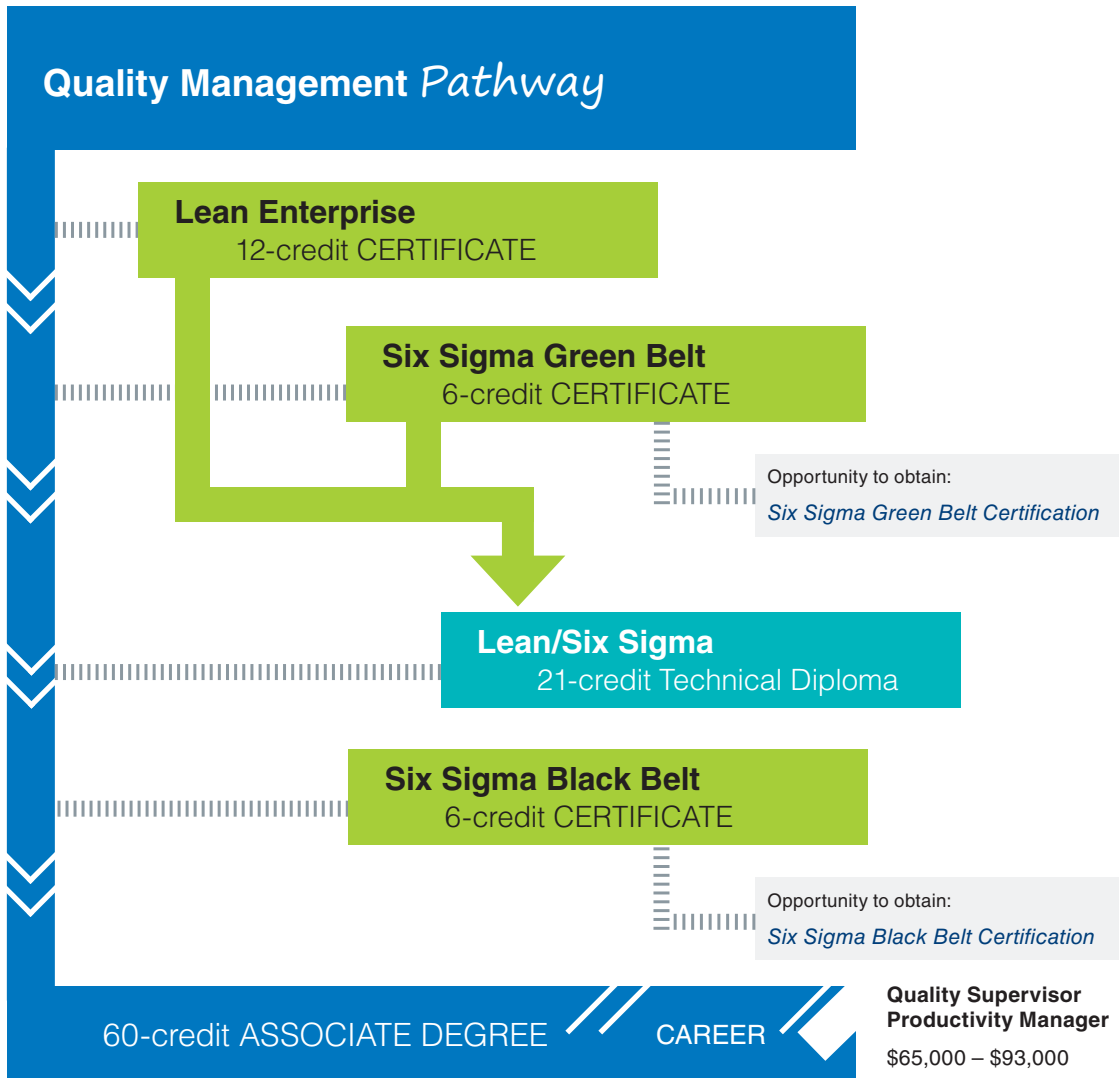 Quality Management Pathway
Lean Enterprise
12-credit CERTIFICATE
Six Sigma Green Belt
6-credit CERTIFICATE
Opportunity to obtain:
Six Sigma Green Belt Certification
Lean/Six Sigma
21-credit Technical Diploma
Six Sigma Black Belt
6-credit CERTIFICATE
Opportunity to obtain:
Six Sigma Black Belt Certification
60-credit ASSOCIATE DEGREE
CAREER
Quality Supervisor
Productivity Manager
$65,000 – $93,000